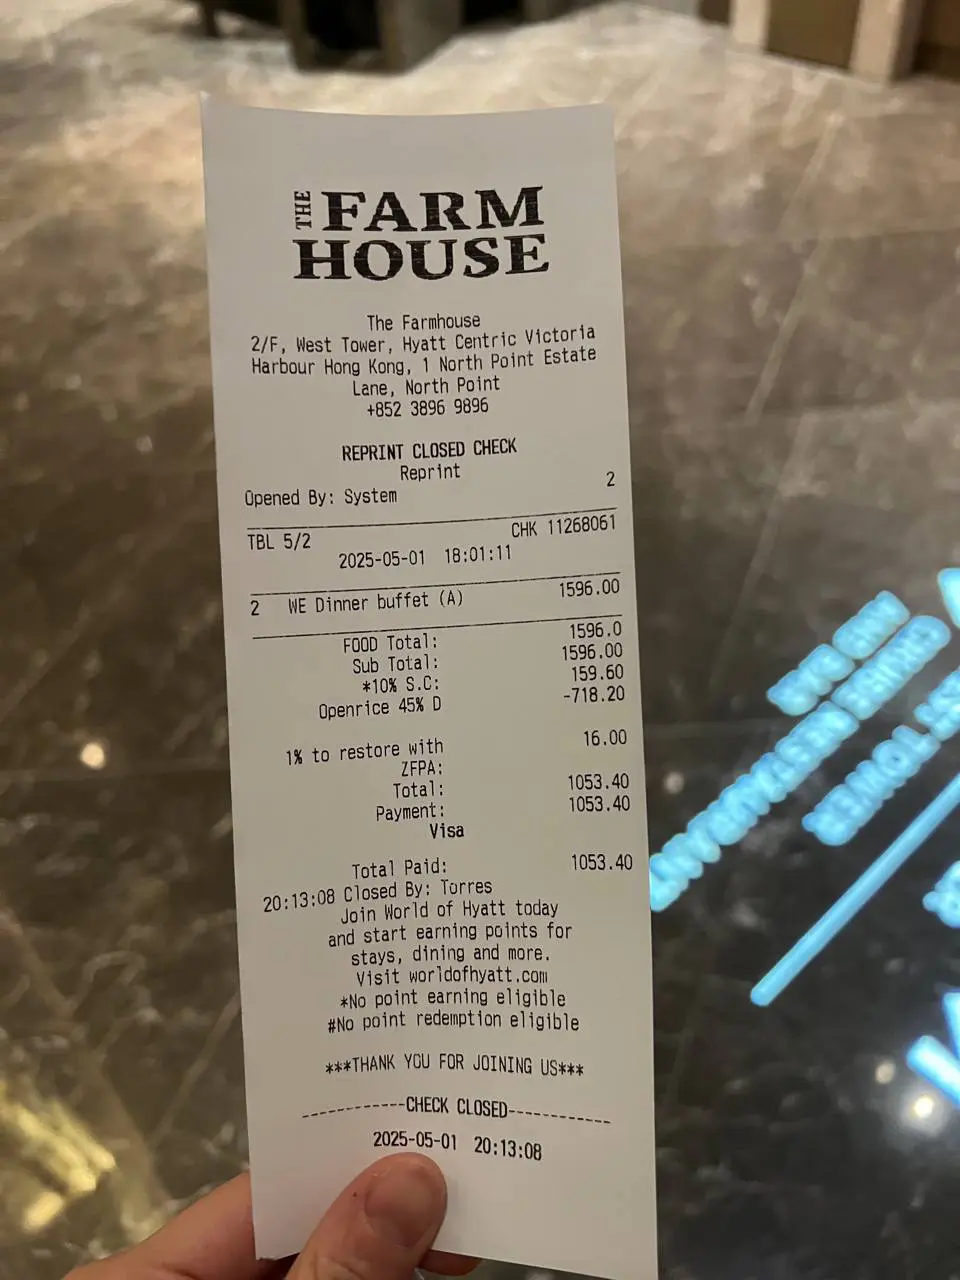 THE FARM
HOUSE
The Farmhouse
2/F, West Tower, Hyatt Centric Victoria
Harbour Hong Kong, 1 North Point Estate
Lane, North Point
+852 3896 9896
REPRINT CLOSED CHECK
Reprint
Opened By: System 2
TBL 5/2 CHK 11268061
2025-05-01 18:01:11
2 WE Dinner buffet (A) 1596.00
FOOD Total: 1596.0
Sub Total: 1596.00
*10% S.C: 159.60
Openrice 45% D -718.20
1% to restore with 16.00
ZFPA:
Total: 1053.40
Payment: 1053.40
Visa
Total Paid: 1053.40
20:13:08 Closed By: Torres
Join World of Hyatt today
and start earning points for
stays, dining and more.
Visit worldofhyatt.com
*No point earning eligible
#No point redemption eligible
***THANK YOU FOR JOINING US***
-----------CHECK CLOSED-----------
2025-05-01 20:13:08